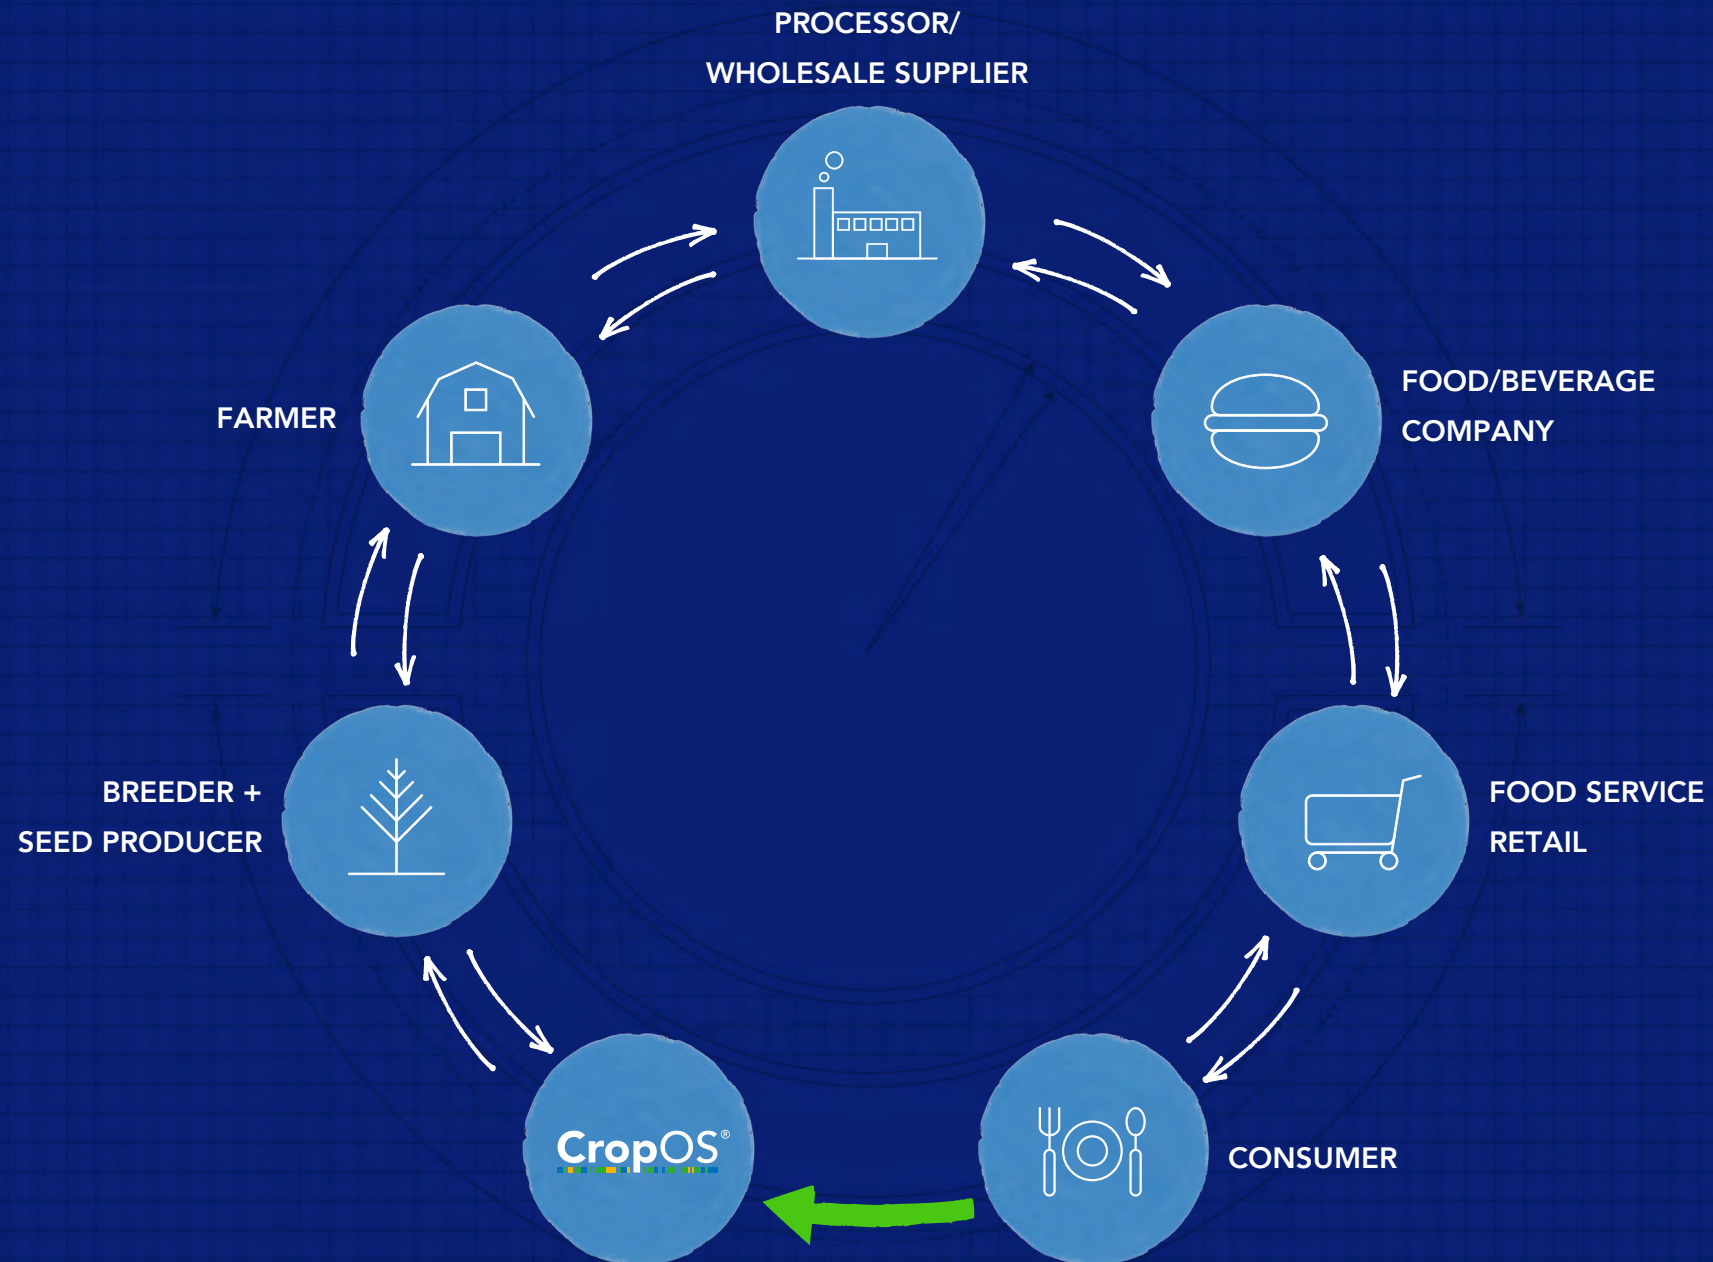 PROCESSOR/
WHOLESALE SUPPLIER
FARMER
FOOD/BEVERAGE
COMPANY
BREEDER +
SEED PRODUCER
FOOD SERVICE
RETAIL
CropOS®
CONSUMER